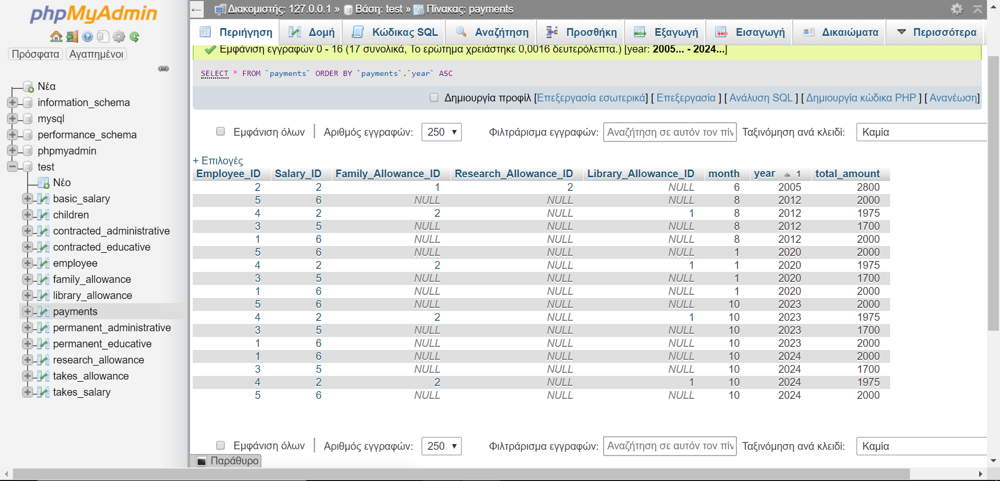 phpMyAdmin
Πρόσφατα Αγαπημένοι
Νέα
information_schema
mysql
performance_schema
phpmyadmin
test
Νέο
basic_salary
children
contracted_administrative
contracted_educative
employee
family_allowance
library_allowance
payments
permanent_administrative
permanent_educative
research_allowance
takes_allowance
takes_salary
Διακομιστής: 127.0.0.1 » Βάση: test » Πίνακας: payments
Περιήγηση Δομή Κώδικας SQL Αναζήτηση Προσθήκη Εξαγωγή Εισαγωγή Δικαιώματα Περισσότερα
Εμφάνιση εγγραφών 0 - 16 (17 συνολικά, Το ερώτημα χρειάστηκε 0,0016 δευτερόλεπτα.) [year: 2005... - 2024...]
SELECT * FROM `payments` ORDER BY `payments`.`year` ASC
Δημιουργία προφίλ [Επεξεργασία εσωτερικά] [ Επεξεργασία ] [ Ανάλυση SQL ] [ Δημιουργία κώδικα PHP ] [ Ανανέωση]
Εμφάνιση όλων | Αριθμός εγγραφών: 250 Φιλτράρισμα εγγραφών: Αναζήτηση σε αυτόν τον πίν Ταξινόμηση ανά κλειδί: Καμία
+ Επιλογές
Employee_ID Salary_ID Family_Allowance_ID Research_Allowance_ID Library_Allowance_ID month year 1 total_amount
2 2 1 2 NULL 6 2005 2800
5 6 NULL NULL NULL 8 2012 2000
4 2 2 NULL 1 8 2012 1975
3 5 NULL NULL NULL 8 2012 1700
1 6 NULL NULL NULL 8 2012 2000
5 6 NULL NULL NULL 1 2020 2000
4 2 2 NULL 1 1 2020 1975
3 5 NULL NULL NULL 1 2020 1700
1 6 NULL NULL NULL 1 2020 2000
5 6 NULL NULL NULL 10 2023 2000
4 2 2 NULL 1 10 2023 1975
3 5 NULL NULL NULL 10 2023 1700
1 6 NULL NULL NULL 10 2023 2000
1 6 NULL NULL NULL 10 2024 2000
3 5 NULL NULL NULL 10 2024 1700
4 2 2 NULL 1 10 2024 1975
5 6 NULL NULL NULL 10 2024 2000
Εμφάνιση όλων | Αριθμός εγγραφών: 250 Φιλτράρισμα εγγραφών: Αναζήτηση σε αυτόν τον πίν Ταξινόμηση ανά κλειδί: Καμία
Παράθυρο